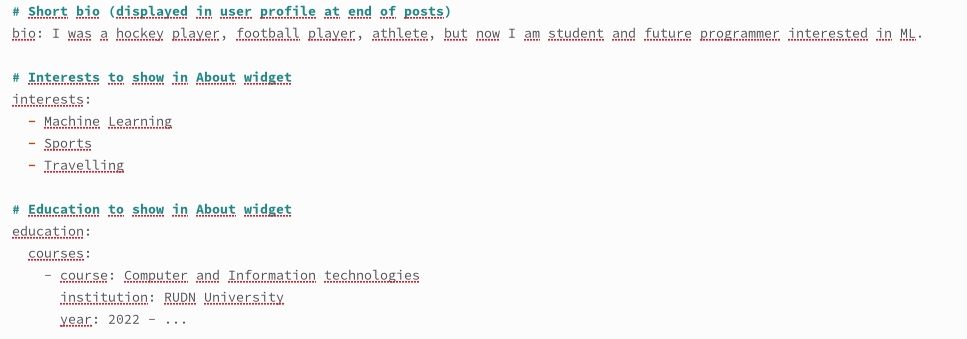 # Short bio (displayed in user profile at end of posts)
bio: I was a hockey player, football player, athlete, but now I am student and future programmer interested in ML.
# Interests to show in About widget
interests:
- Machine Learning
- Sports
- Travelling
# Education to show in About widget
education:
courses:
- course: Computer and Information technologies
institution: RUDN University
year: 2022 - ...